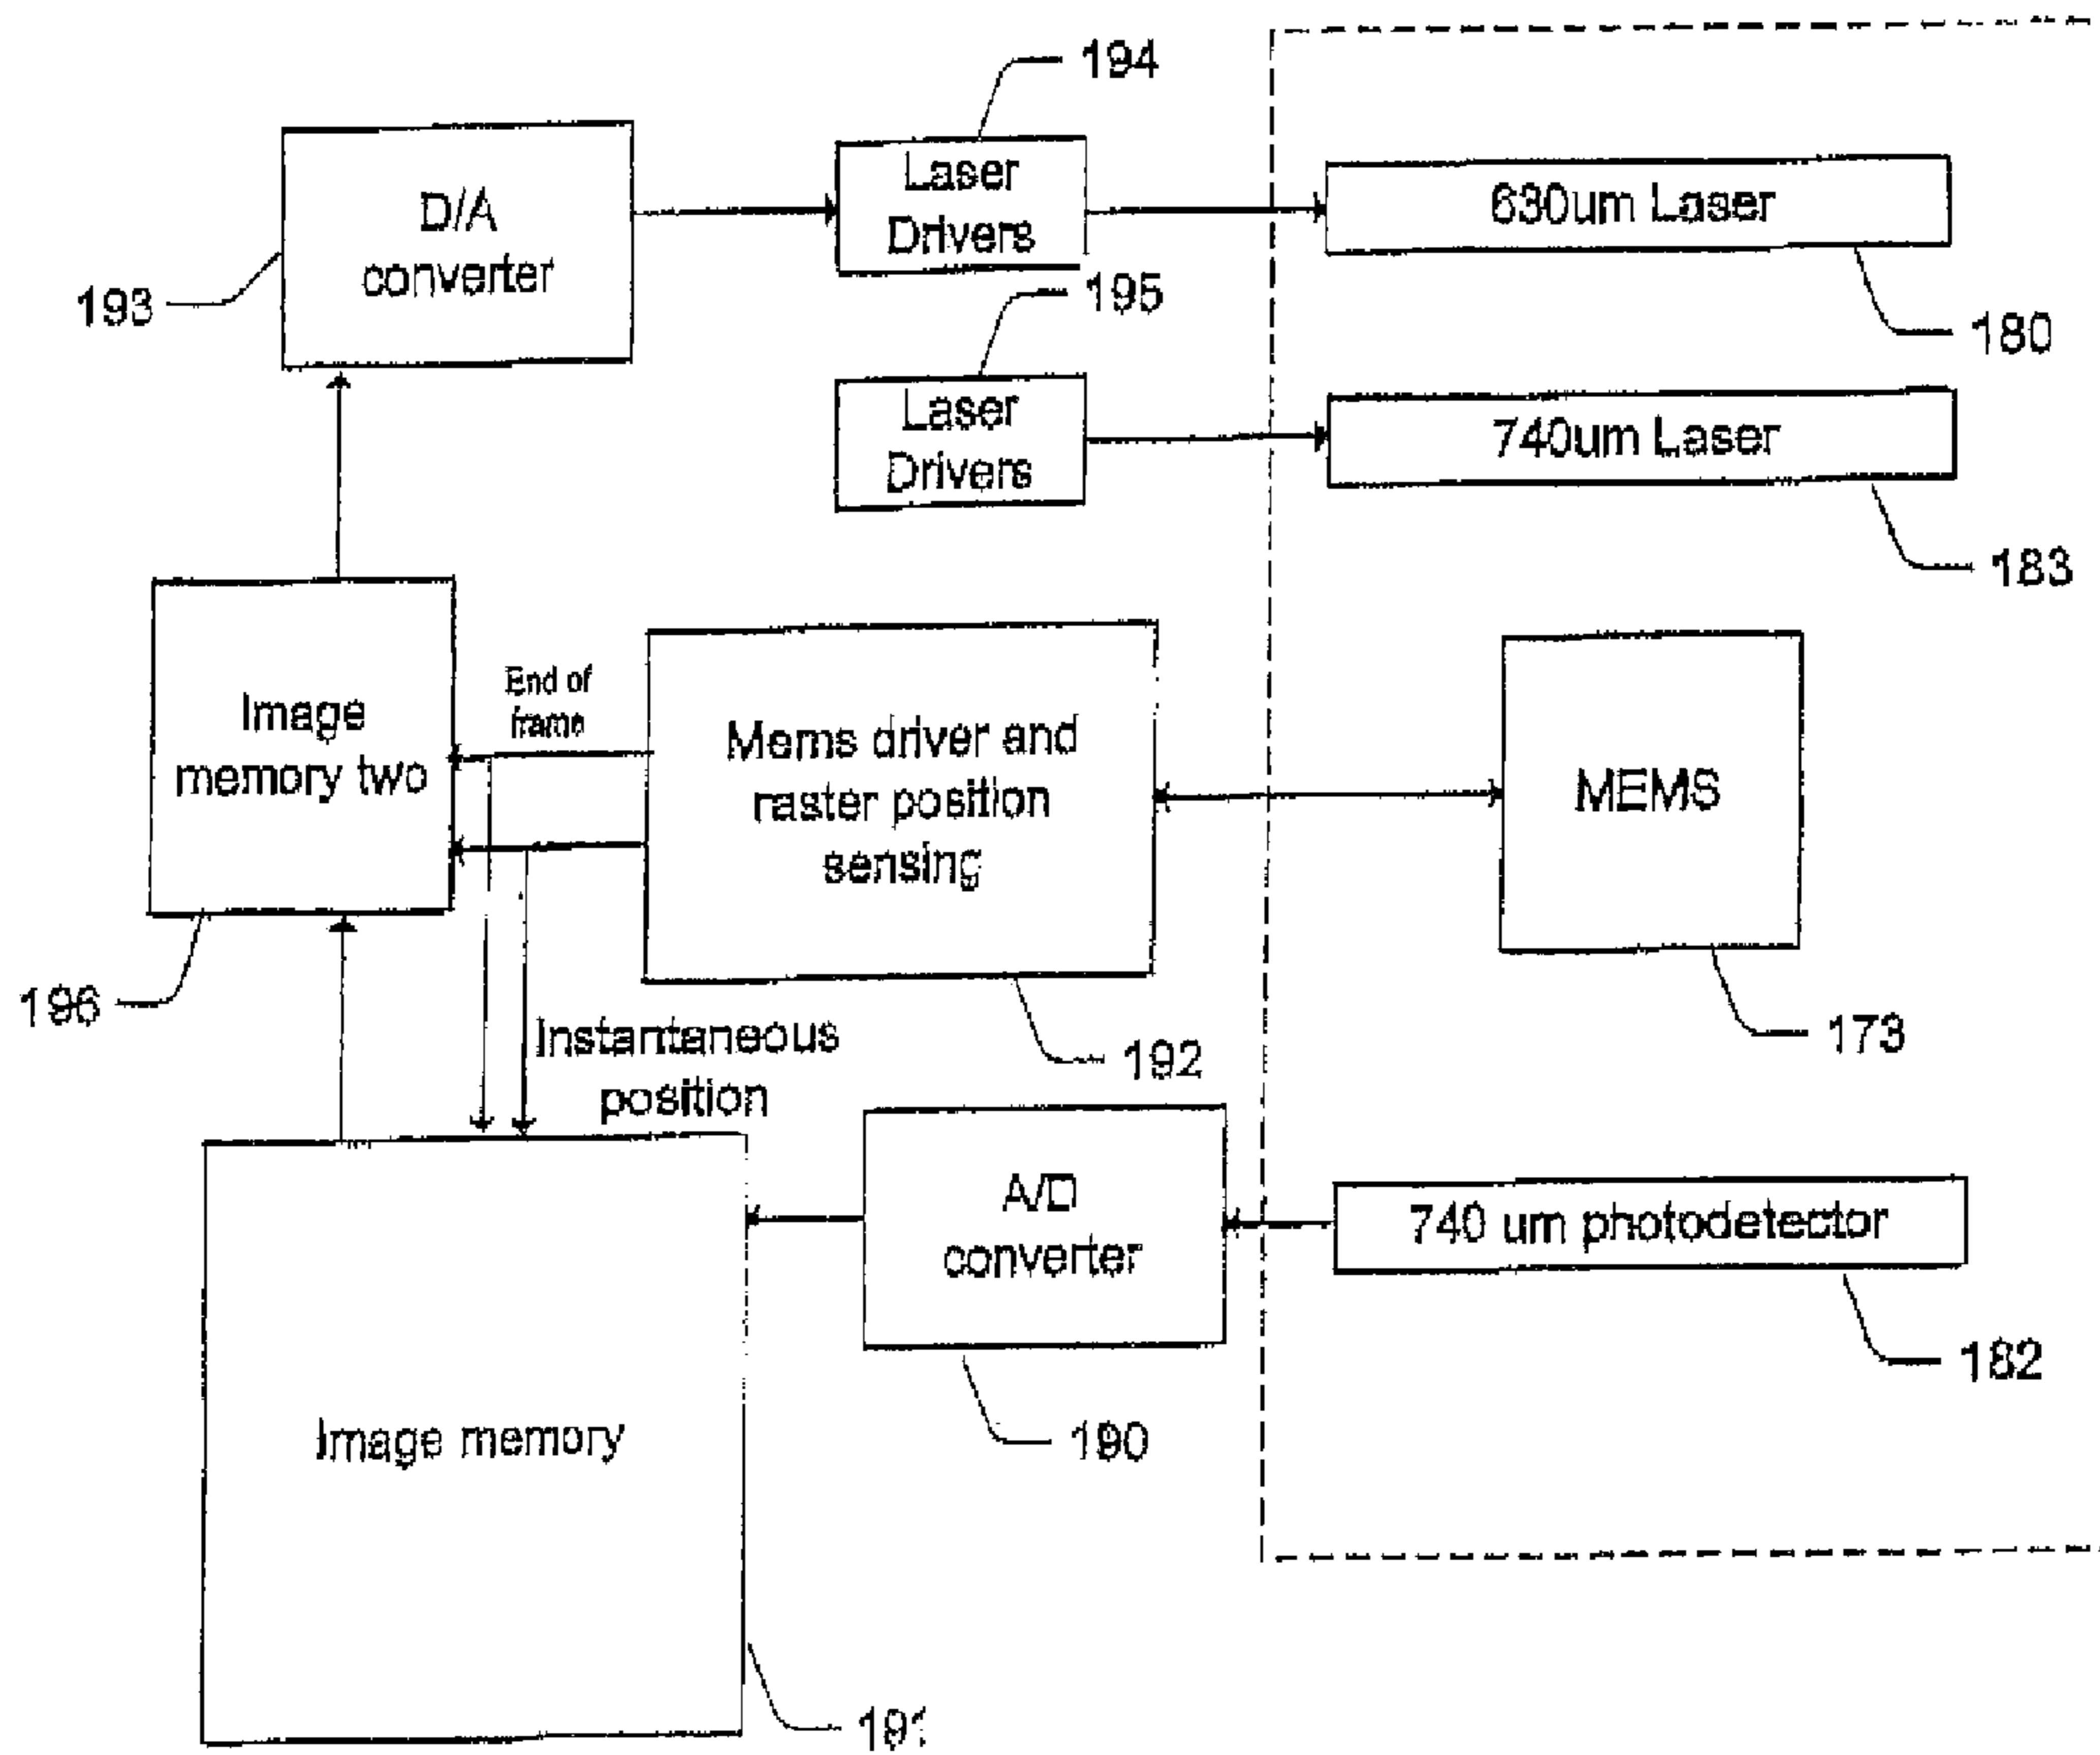 194
D/A
converter
Laser
Drivers
630um Laser
193
195
180
Laser
Drivers
740um Laser
183
Image
memory two
End of
frame
Mems driver and
raster position
sensing
MEMS
196
192
173
Instantaneous
position
A/D
converter
740 um photodetector
182
190
Image memory
191